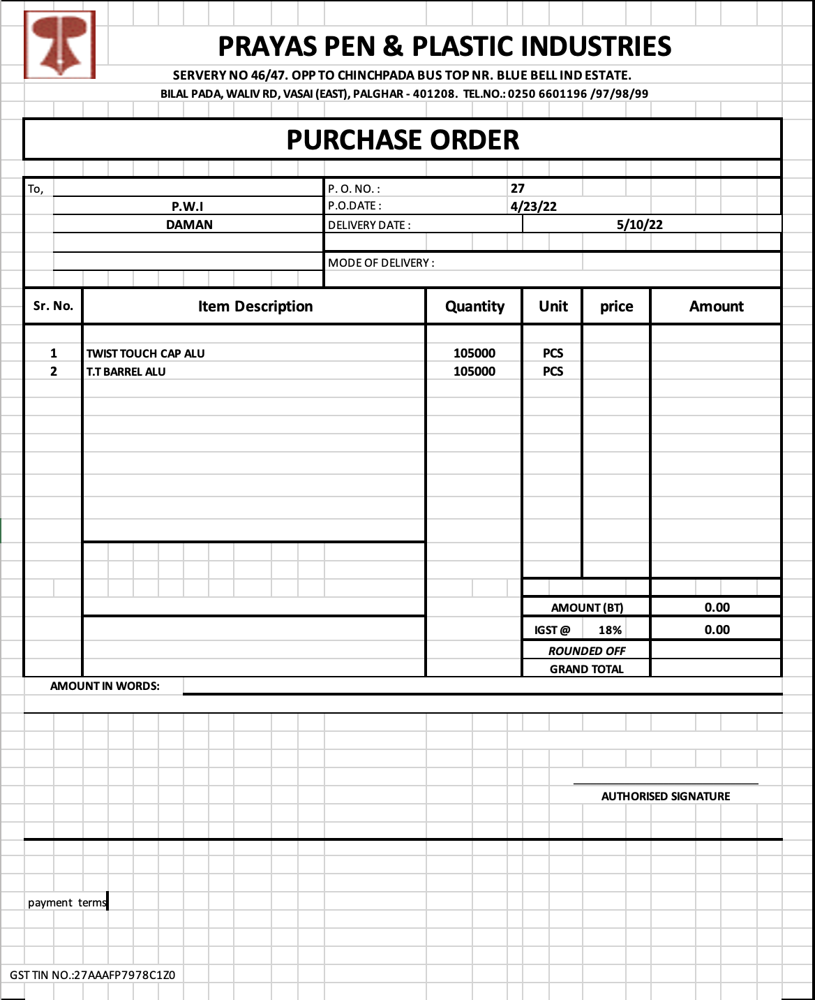 PRAYAS PEN & PLASTIC INDUSTRIES
SERVERY NO 46/47. OPP TO CHINCHPADA BUS TOP NR. BLUE BELL IND ESTATE.
BILAL PADA, WALIV RD, VASAI (EAST), PALGHAR - 401208. TEL.NO.: 0250 6601196 /97/98/99
PURCHASE ORDER
To,
P.W.I
DAMAN
P. O. NO. : 27
P.O.DATE : 4/23/22
DELIVERY DATE : 5/10/22
MODE OF DELIVERY :
Sr. No. Item Description Quantity Unit price Amount
1 TWIST TOUCH CAP ALU 105000 PCS
2 T.T BARREL ALU 105000 PCS
AMOUNT (BT) 0.00
IGST @ 18% 0.00
ROUNDED OFF
GRAND TOTAL
AMOUNT IN WORDS:
AUTHORISED SIGNATURE
payment terms
GST TIN NO.:27AAAFP7978C1Z0